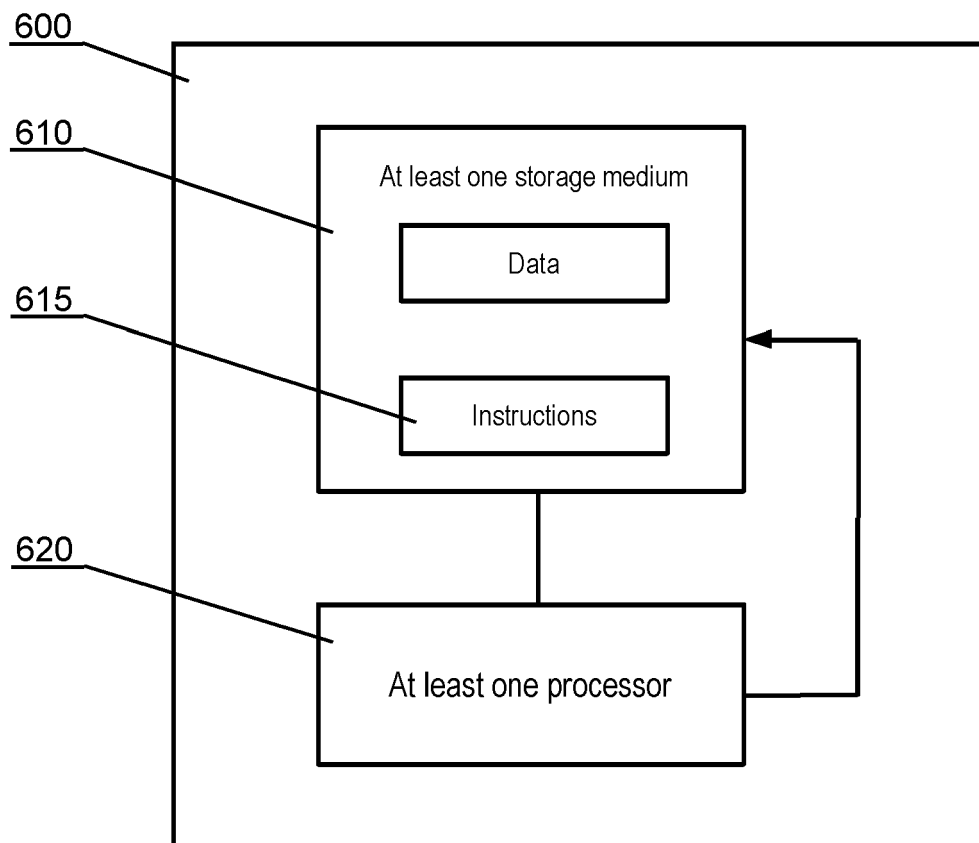 600
610
At least one storage medium
Data
615
Instructions
620
At least one processor